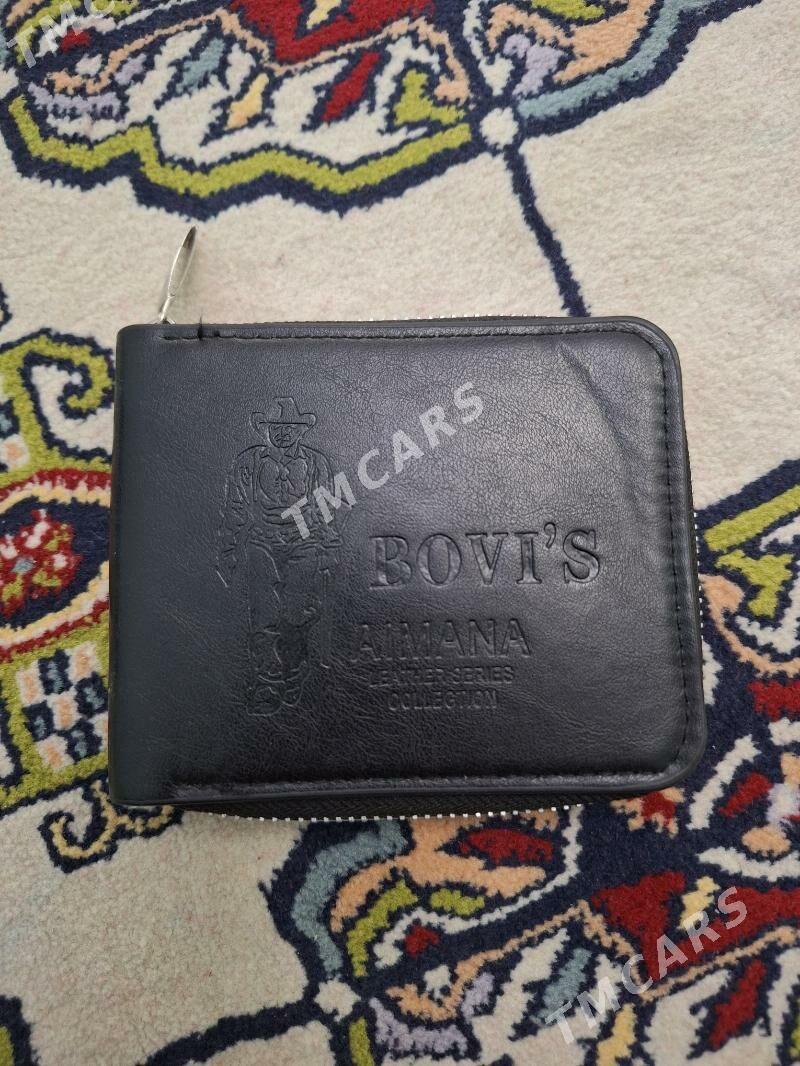 TMCARS
TMCARS
BOVI'S
AIMANA
LEATHER SERIES
COLLECTION
TMCARS